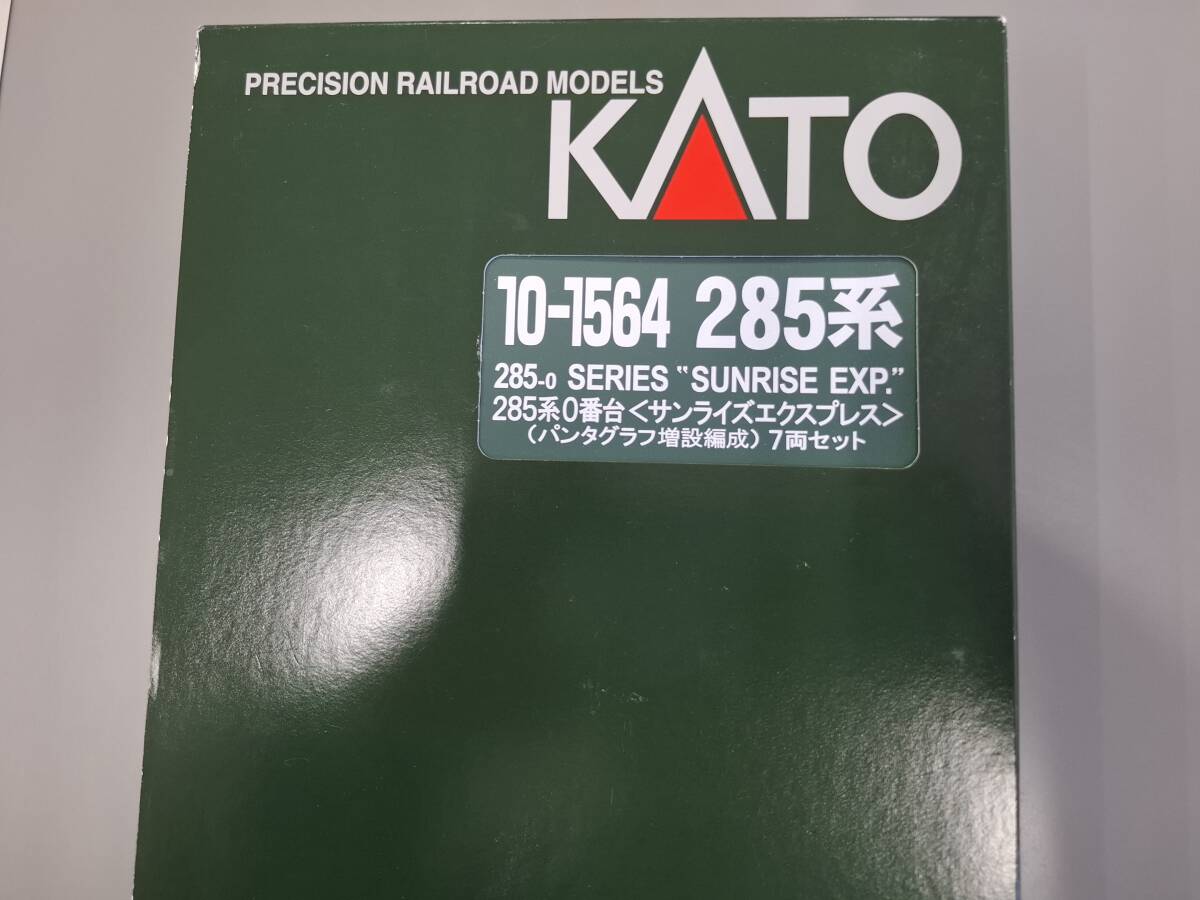 PRECISION RAILROAD MODELS
KATO
10-1564 285系
285-0 SERIES "SUNRISE EXP."
285系0番台<サンライズエクスプレス>
(パンタグラフ増設編成) 7両セット